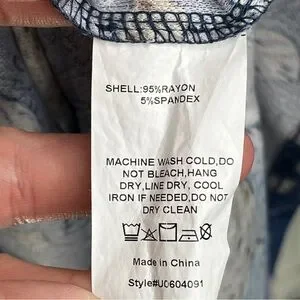 SHELL:95%RAYON
5%SPANDEX
MACHINE WASH COLD,DO
NOT BLEACH,HANG
DRY,LINE DRY, COOL
IRON IF NEEDED,DO NOT
DRY CLEAN
Made in China
Style#U0604091